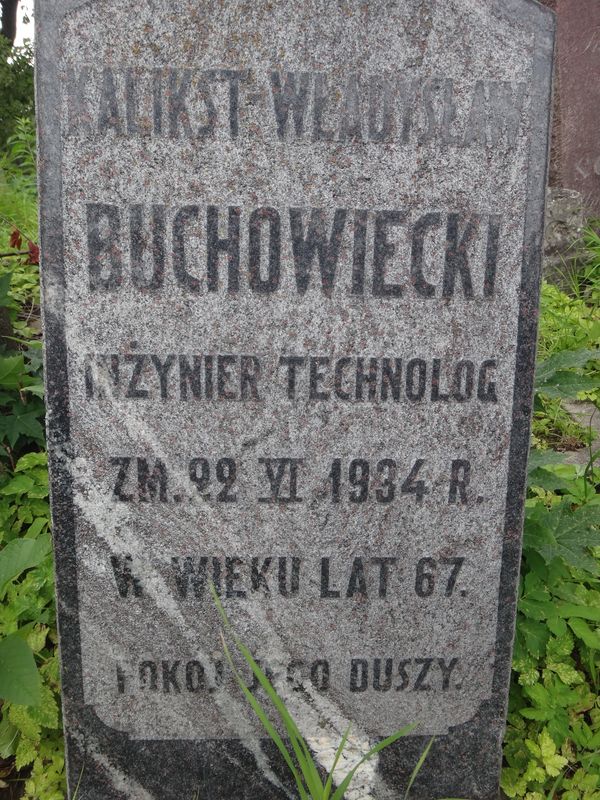 KALIKST-WŁADYSŁAW
BUCHOWIECKI
INŻYNIER TECHNOLOG
ZM. 22 VI 1934 R.
W WIEKU LAT 67.
POKÓJ JEGO DUSZY.